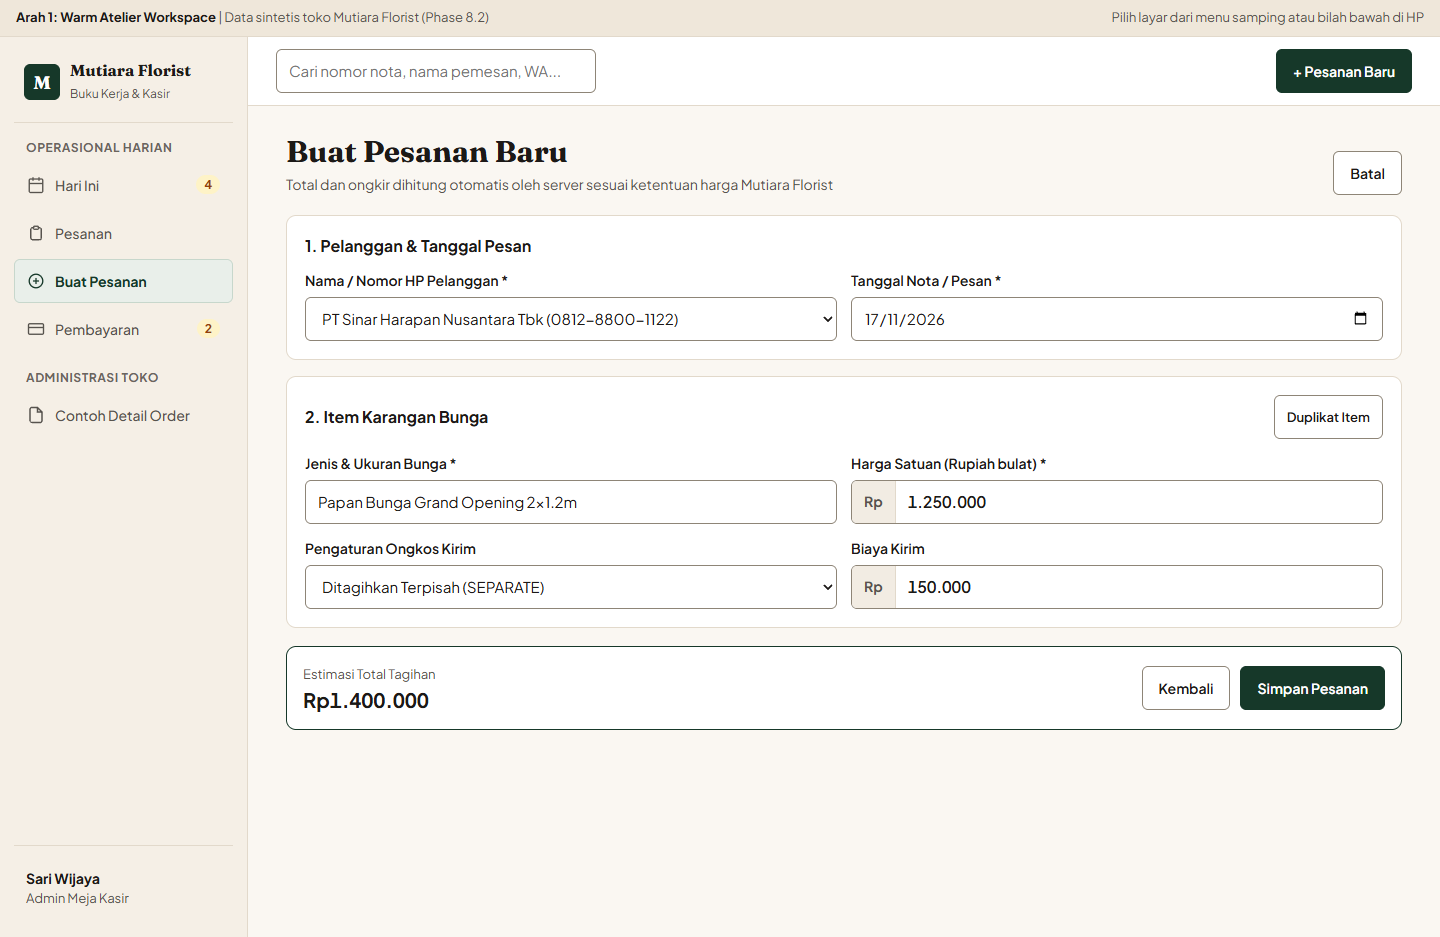 Arah 1: Warm Atelier Workspace | Data sintetis toko Mutiara Florist (Phase 8.2)
Pilih layar dari menu samping atau bilah bawah di HP
M
Mutiara Florist
Buku Kerja & Kasir
OPERASIONAL HARIAN
Hari Ini 4
Pesanan
Buat Pesanan
Pembayaran 2
ADMINISTRASI TOKO
Contoh Detail Order
Sari Wijaya
Admin Meja Kasir
Cari nomor nota, nama pemesan, WA...
+ Pesanan Baru
Buat Pesanan Baru
Total dan ongkir dihitung otomatis oleh server sesuai ketentuan harga Mutiara Florist
Batal
1. Pelanggan & Tanggal Pesan
Nama / Nomor HP Pelanggan *
PT Sinar Harapan Nusantara Tbk (0812-8800-1122)
Tanggal Nota / Pesan *
17/11/2026
2. Item Karangan Bunga
Duplikat Item
Jenis & Ukuran Bunga *
Papan Bunga Grand Opening 2×1.2m
Harga Satuan (Rupiah bulat) *
Rp 1.250.000
Pengaturan Ongkos Kirim
Ditagihkan Terpisah (SEPARATE)
Biaya Kirim
Rp 150.000
Estimasi Total Tagihan
Rp1.400.000
Kembali
Simpan Pesanan